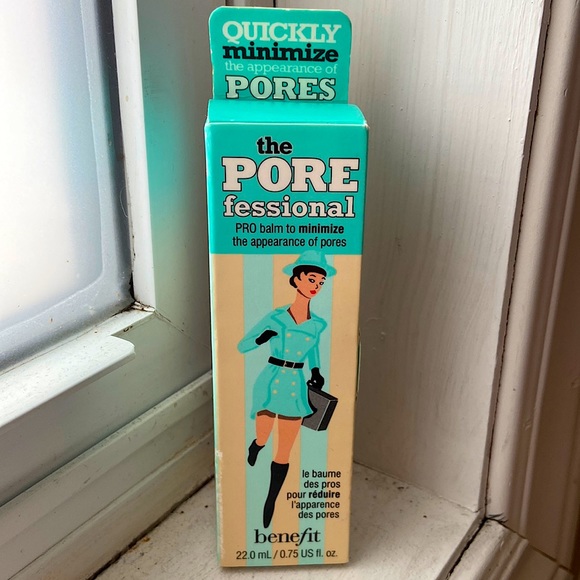 QUICKLY
minimize
the appearance of
PORES
the
PORE
fessional
PRO balm to minimize
the appearance of pores
le baume
des pros
pour réduire
l'apparence
des pores
benefit
22.0 mL / 0.75 US fl. oz.